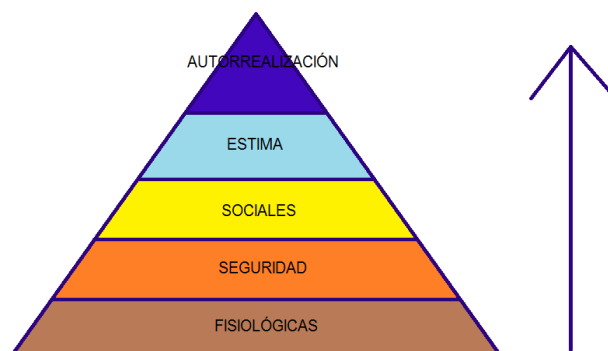 AUTORREALIZACIÓN
ESTIMA
SOCIALES
SEGURIDAD
FISIOLÓGICAS